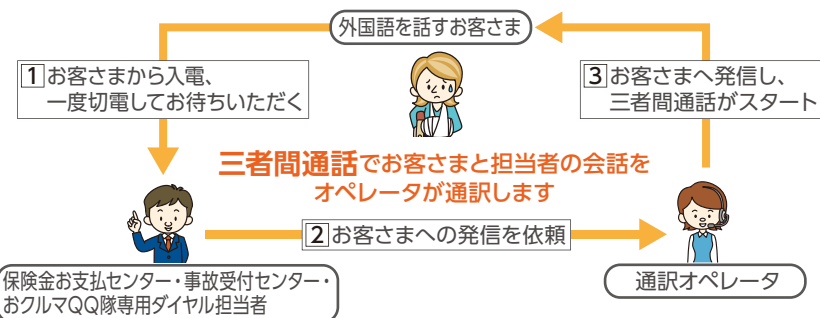 外国語を話すお客さま
1 お客さまから入電、
一度切電してお待ちいただく
3 お客さまへ発信し、
三者間通話がスタート
三者間通話でお客さまと担当者の会話を
オペレータが通訳します
2 お客さまへの発信を依頼
保険金お支払センター・事故受付センター・
おクルマQQ隊専用ダイヤル担当者
通訳オペレータ